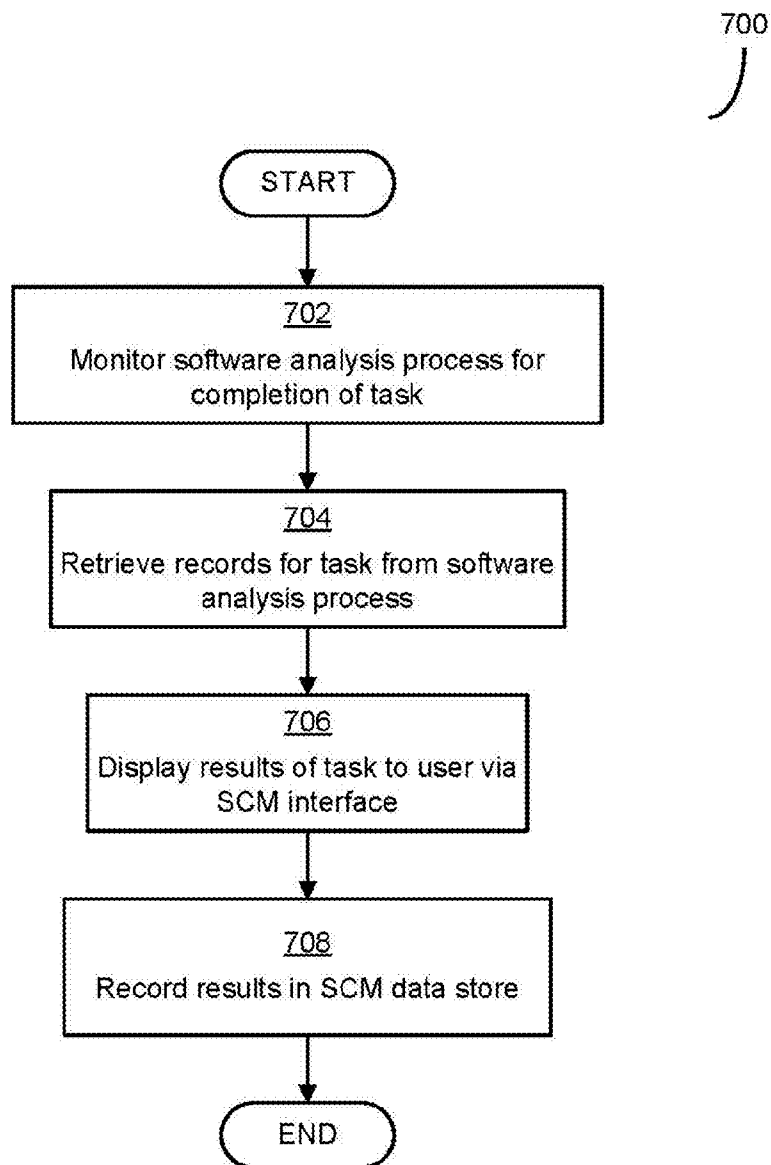 700
START
702
Monitor software analysis process for
completion of task
704
Retrieve records for task from software
analysis process
706
Display results of task to user via
SCM interface
708
Record results in SCM data store
END